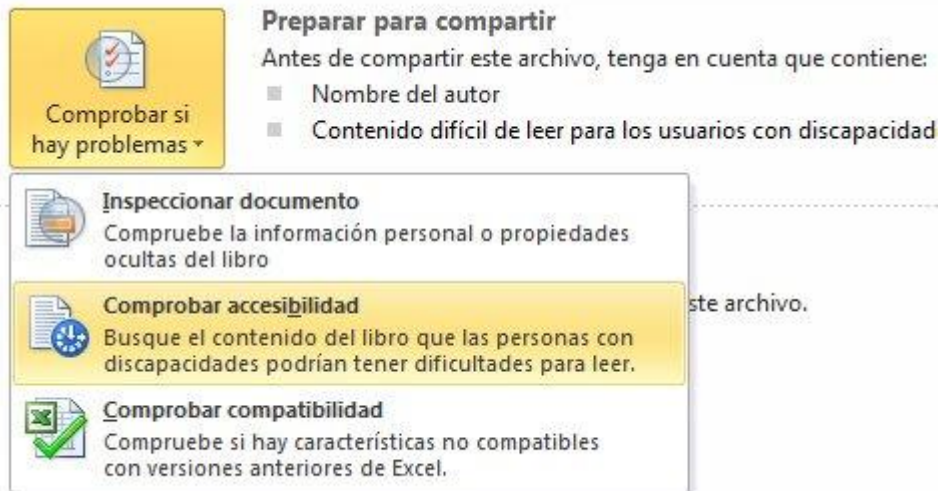 Preparar para compartir
Antes de compartir este archivo, tenga en cuenta que contiene:
Nombre del autor
Contenido difícil de leer para los usuarios con discapacidad
Comprobar si
hay problemas
Inspeccionar documento
Compruebe la información personal o propiedades
ocultas del libro
Comprobar accesibilidad
Busque el contenido del libro que las personas con
discapacidades podrían tener dificultades para leer.
ste archivo.
Comprobar compatibilidad
Compruebe si hay características no compatibles
con versiones anteriores de Excel.